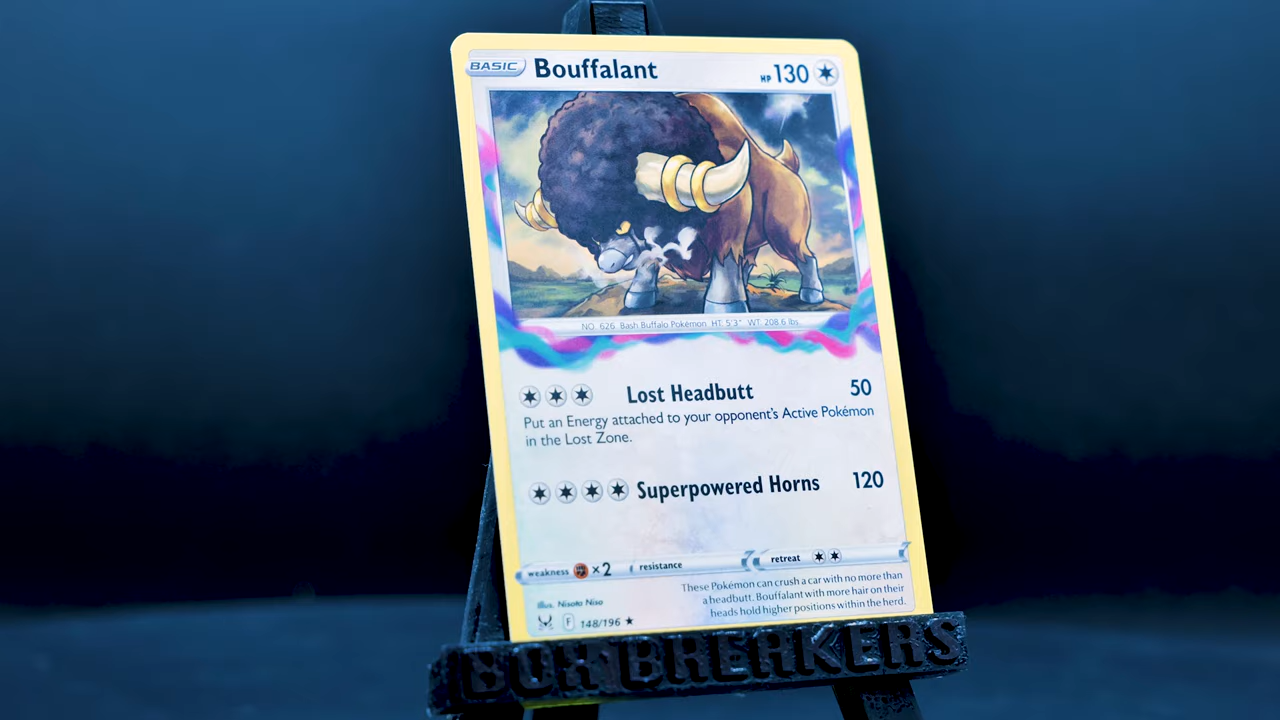 BASIC Bouffalant HP 130
NO. 626 Bash Buffalo Pokémon HT: 5'3" WT: 208.6 lbs.
Lost Headbutt 50
Put an Energy attached to your opponent's Active Pokémon
in the Lost Zone.
Superpowered Horns 120
weakness ×2 resistance retreat
These Pokémon can crush a car with no more than
a headbutt. Bouffalant with more hair on their
heads hold higher positions within the herd.
Illus. Nisota Niso
F 148/196 ★
BOX BREAKERS